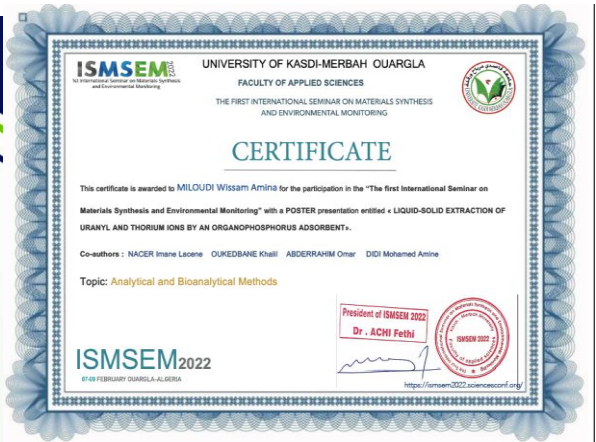 ISMSEM 2022
1st International Seminar on Materials Synthesis
and Environmental Monitoring
UNIVERSITY OF KASDI-MERBAH OUARGLA
FACULTY OF APPLIED SCIENCES
THE FIRST INTERNATIONAL SEMINAR ON MATERIALS SYNTHESIS
AND ENVIRONMENTAL MONITORING
CERTIFICATE
This certificate is awarded to MILOUDI Wissam Amina for the participation in the "The first International Seminar on
Materials Synthesis and Environmental Monitoring" with a POSTER presentation entitled « LIQUID-SOLID EXTRACTION OF
URANYL AND THORIUM IONS BY AN ORGANOPHOSPHORUS ADSORBENT».
Co-authors : NACER Imane Lacene OUKEDBANE Khalil ABDERRAHIM Omar DIDI Mohamed Amine
Topic: Analytical and Bioanalytical Methods
President of ISMSEM 2022
Dr . ACHI Fethi
ISMSEM 2022
ISMSEM2022
07-08 FEBRUARY OUARGLA-ALGERIA
https://ismsem2022.sciencesconf.org/